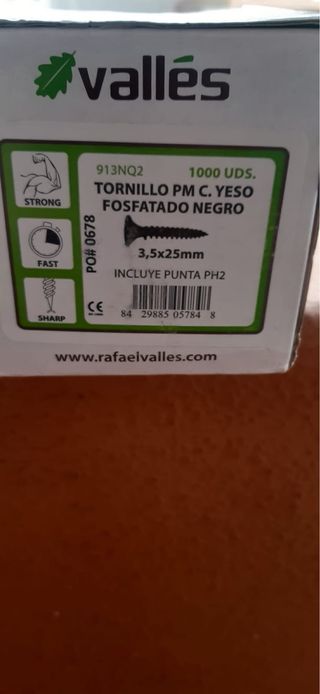 vallés
913NQ2 1000 UDS.
TORNILLO PM C. YESO
FOSFATADO NEGRO
STRONG
FAST
SHARP
PO# 0678
3,5x25mm
INCLUYE PUNTA PH2
CE
84 29885 05784 8
www.rafaelvalles.com